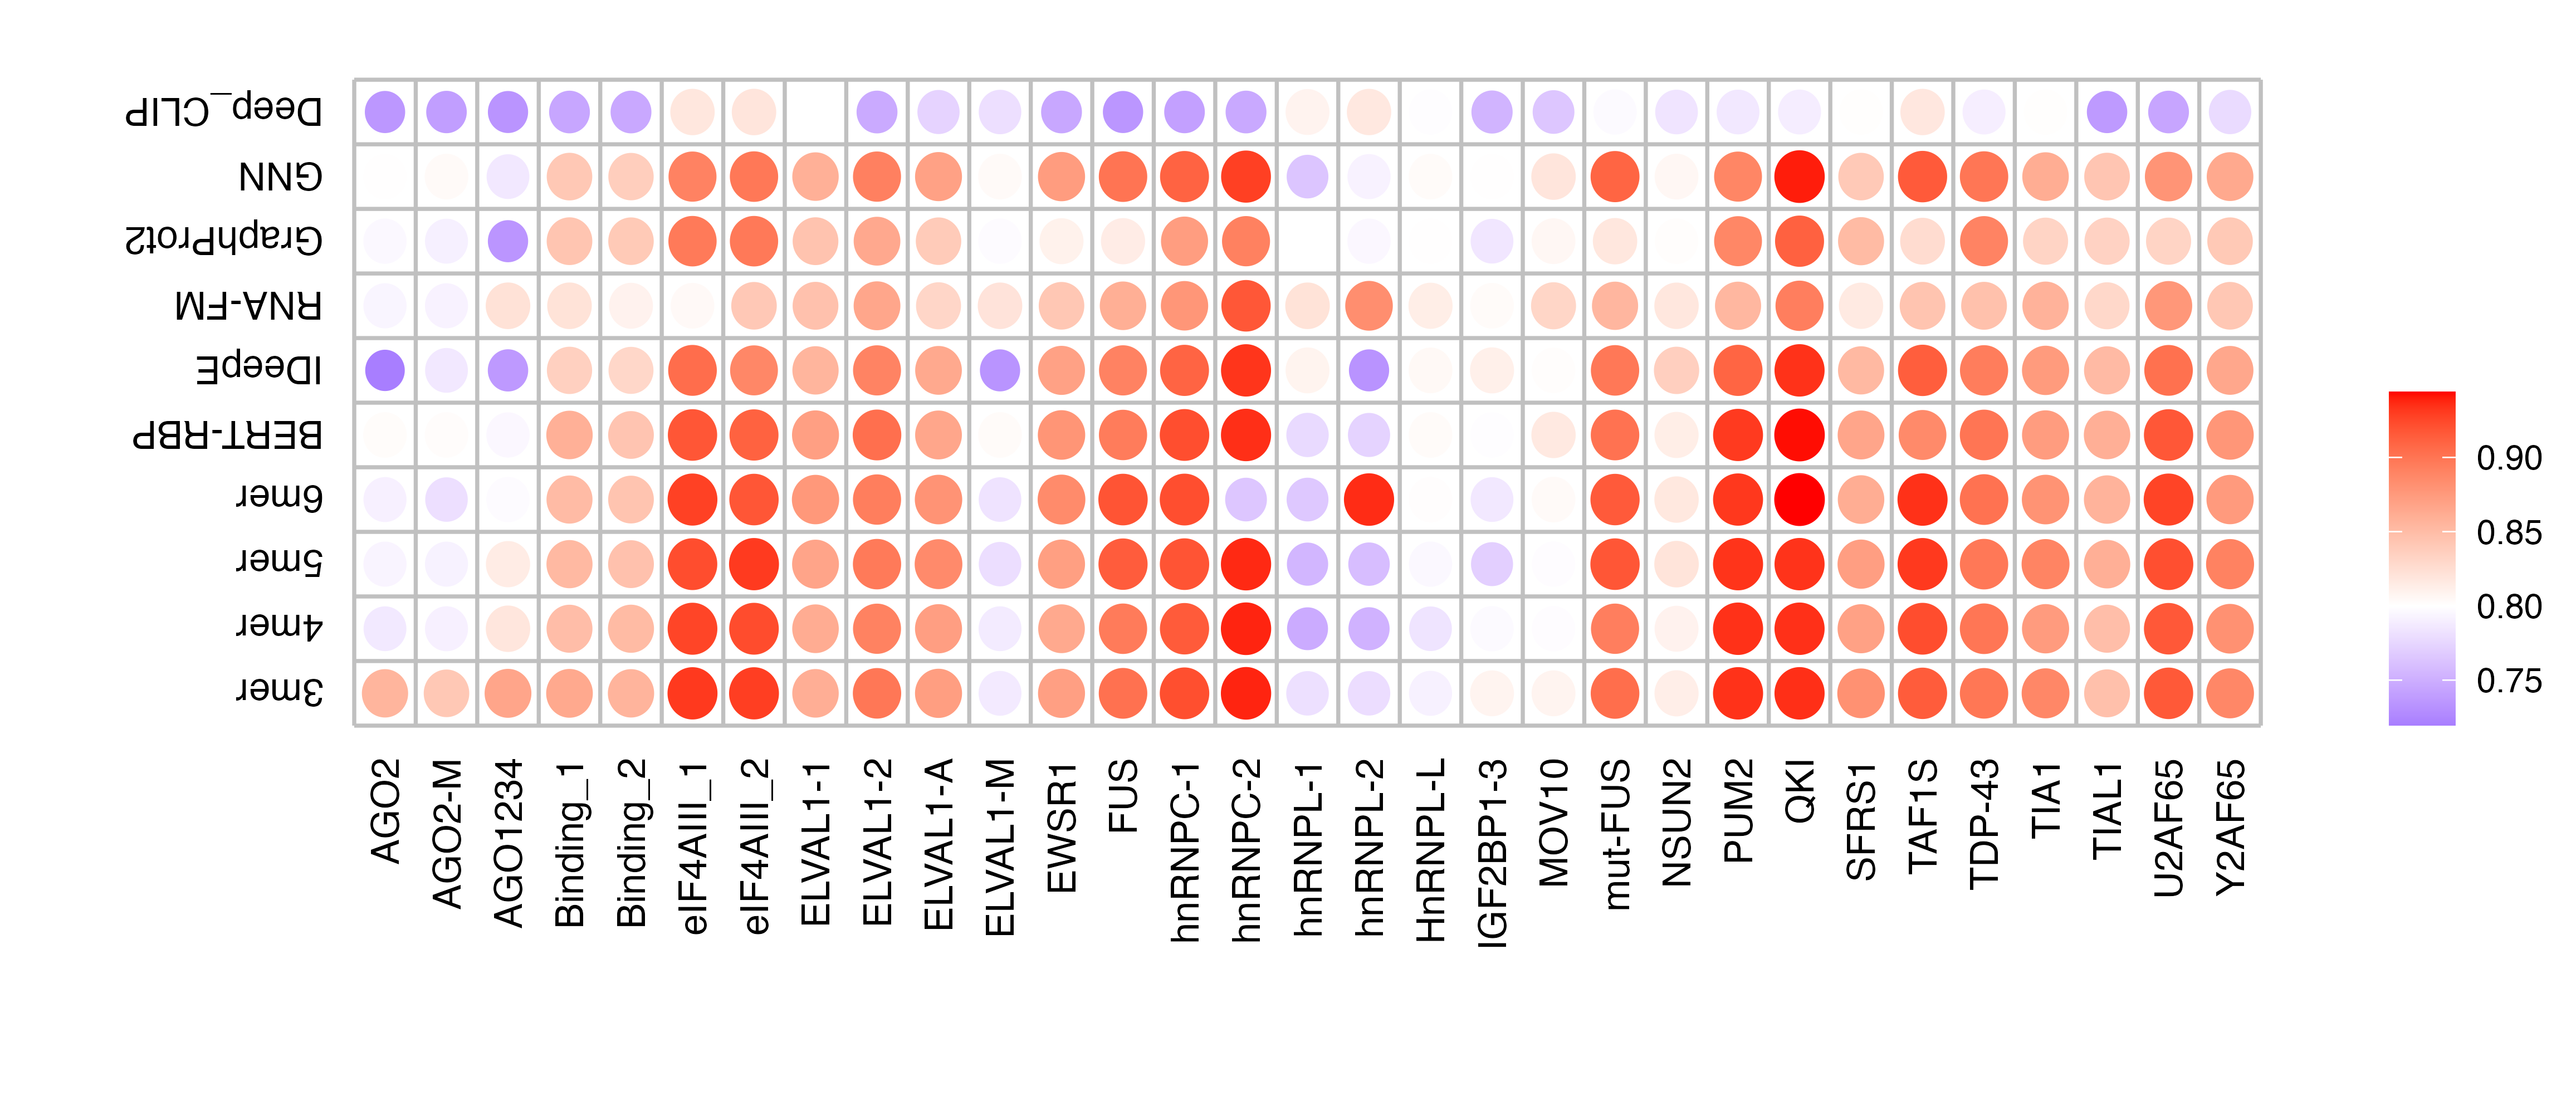 Deep_CLIP
GNN
GraphProt2
RNA-FM
IDeepE
BERT-RBP
6mer
5mer
4mer
3mer
AGO2
AGO2-M
AGO1234
Binding_1
Binding_2
eIF4AIII_1
eIF4AIII_2
ELVAL1-1
ELVAL1-2
ELVAL1-A
ELVAL1-M
EWSR1
FUS
hnRNPC-1
hnRNPC-2
hnRNPL-1
hnRNPL-2
HnRNPL-L
IGF2BP1-3
MOV10
mut-FUS
NSUN2
PUM2
QKI
SFRS1
TAF1S
TDP-43
TIA1
TIAL1
U2AF65
Y2AF65
0.90
0.85
0.80
0.75